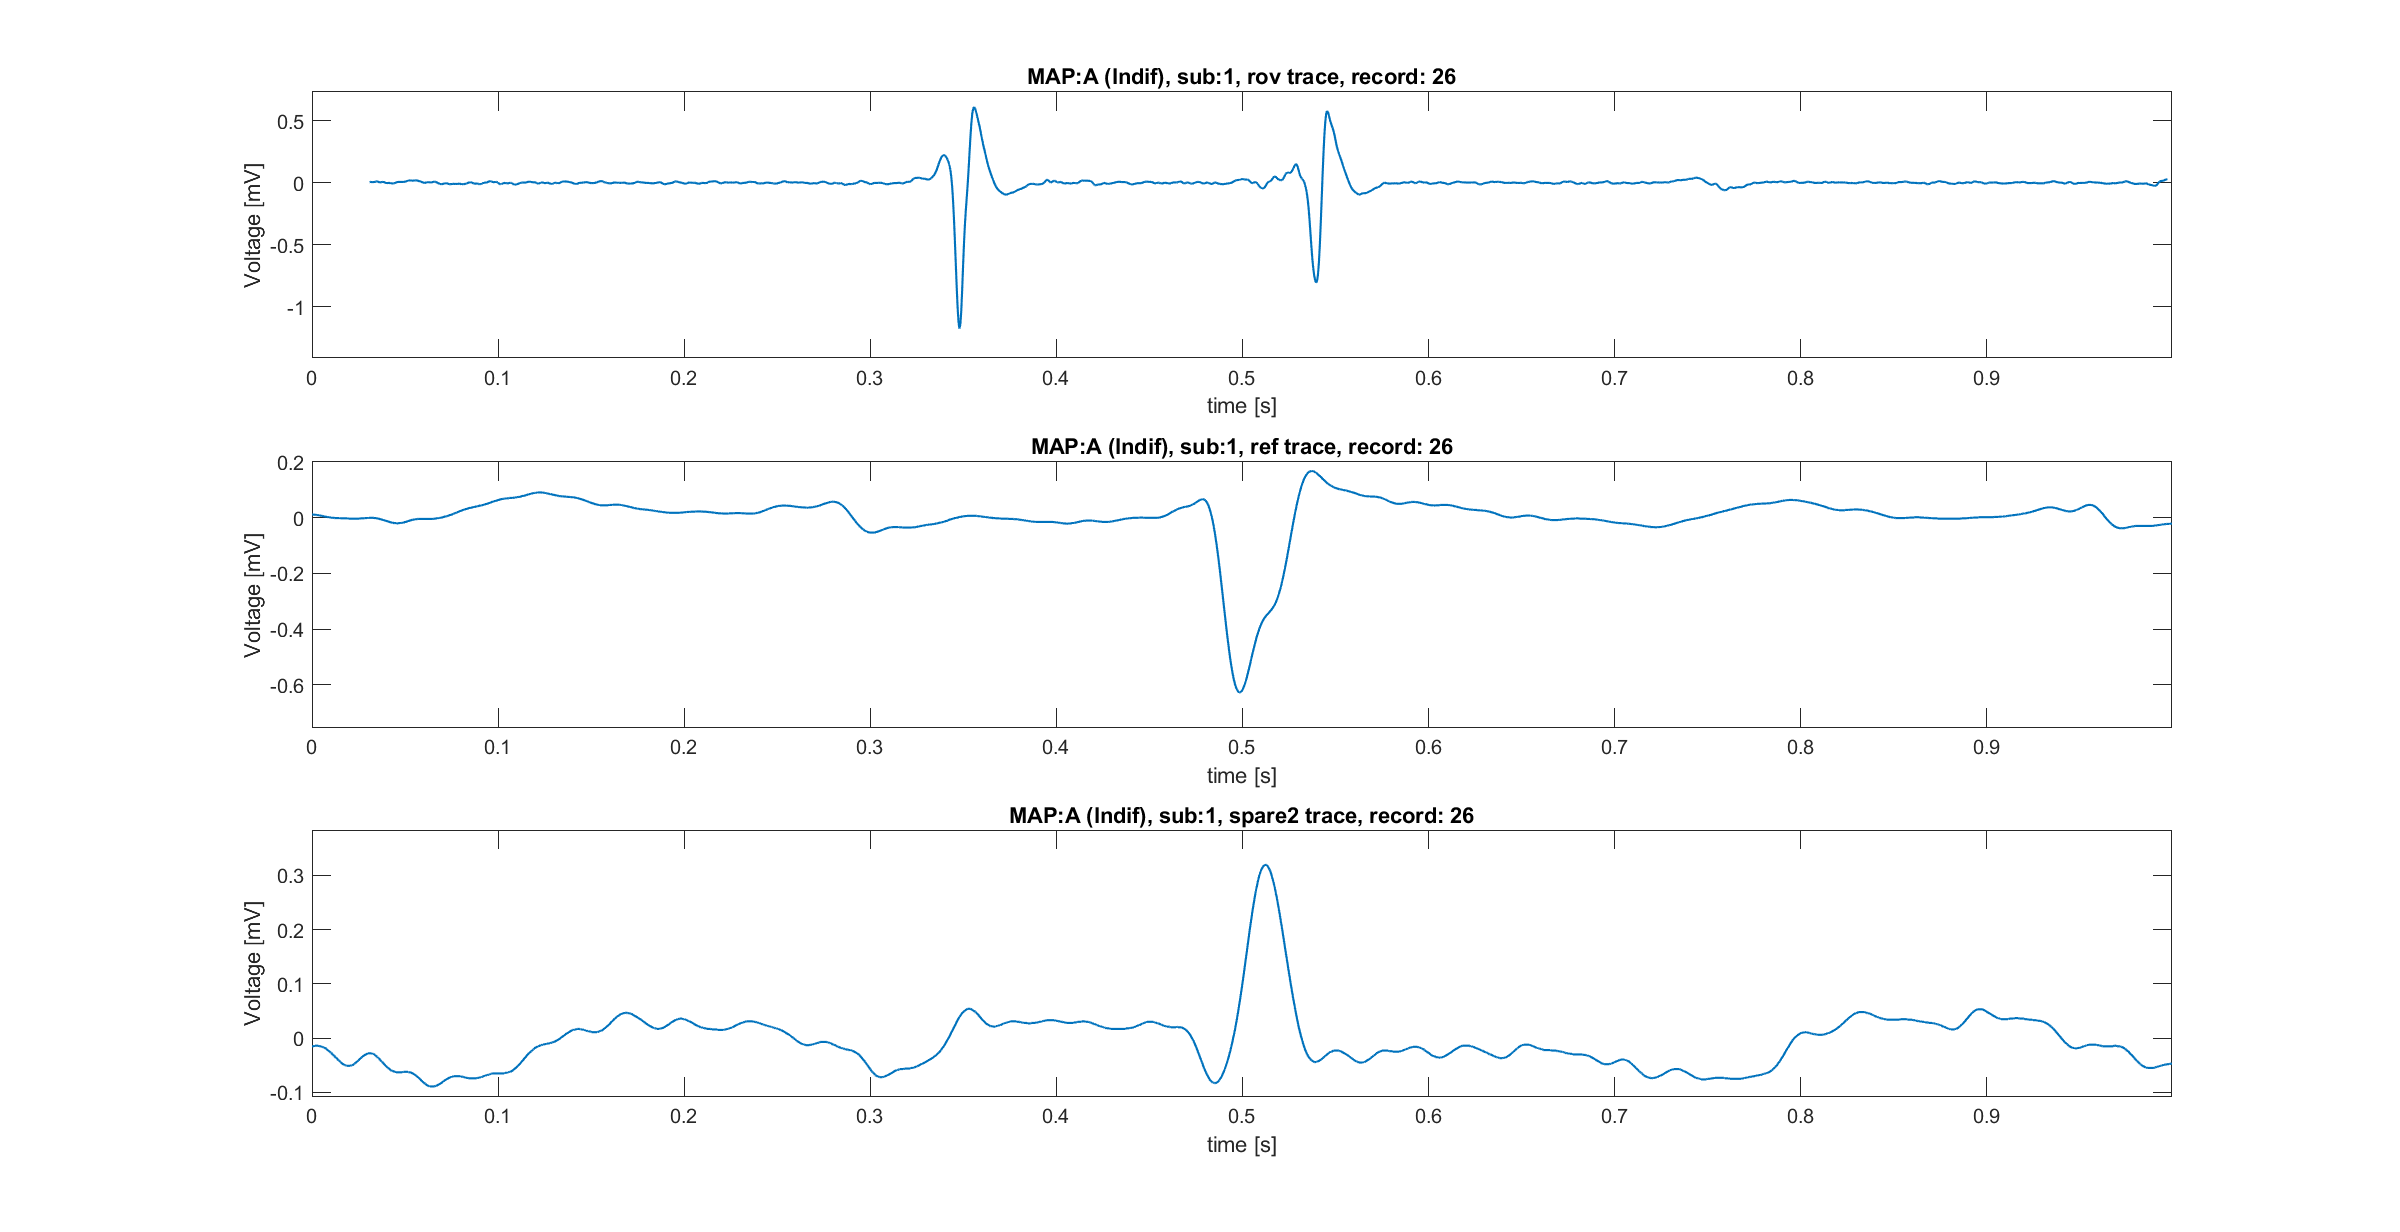 MAP:A (Indif), sub:1, rov trace, record: 26
0.5
0
-0.5
-1
Voltage [mV]
0 0.1 0.2 0.3 0.4 0.5 0.6 0.7 0.8 0.9
time [s]
MAP:A (Indif), sub:1, ref trace, record: 26
0.2
0
-0.2
-0.4
-0.6
Voltage [mV]
0 0.1 0.2 0.3 0.4 0.5 0.6 0.7 0.8 0.9
time [s]
MAP:A (Indif), sub:1, spare2 trace, record: 26
0.3
0.2
0.1
0
-0.1
Voltage [mV]
0 0.1 0.2 0.3 0.4 0.5 0.6 0.7 0.8 0.9
time [s]